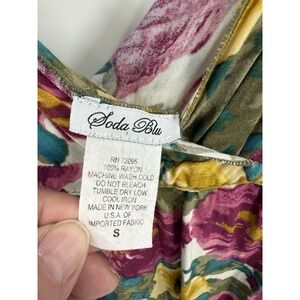 Soda Blu
RN 72095
100% RAYON
MACHINE WASH COLD
DO NOT BLEACH
TUMBLE DRY LOW
COOL IRON
MADE IN NEW YORK
U.S.A OF
IMPORTED FABRIC
S